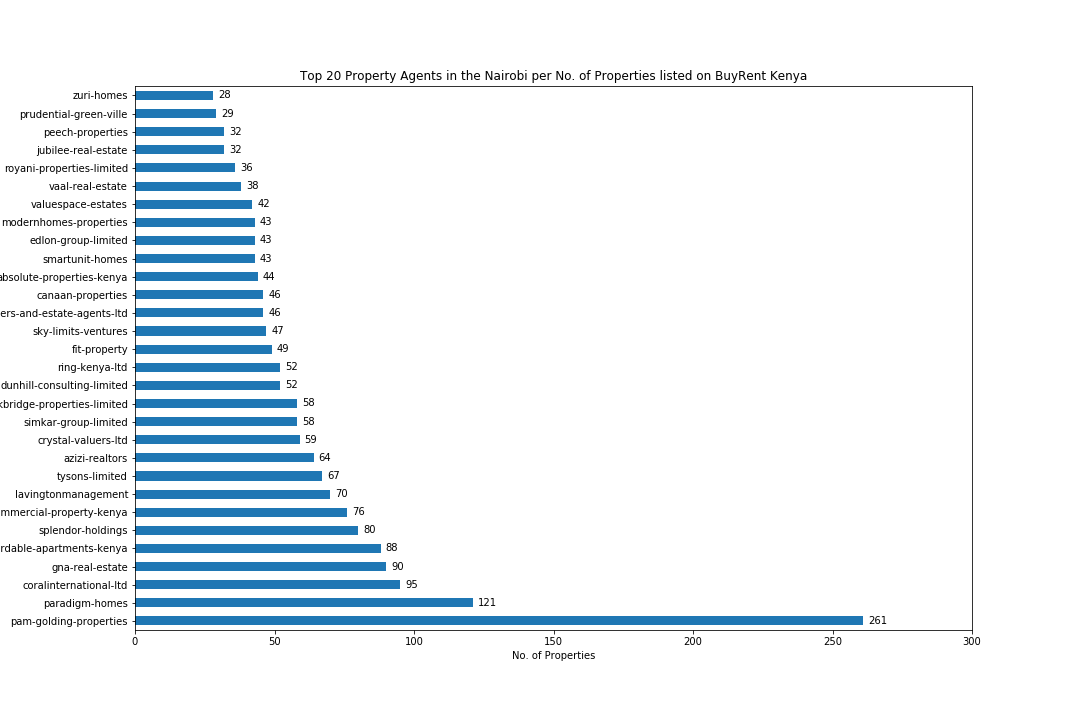 Top 20 Property Agents in the Nairobi per No. of Properties listed on BuyRent Kenya
zuri-homes 28
prudential-green-ville 29
peech-properties 32
jubilee-real-estate 32
royani-properties-limited 36
vaal-real-estate 38
valuespace-estates 42
modernhomes-properties 43
edlon-group-limited 43
smartunit-homes 43
absolute-properties-kenya 44
canaan-properties 46
ers-and-estate-agents-ltd 46
sky-limits-ventures 47
fit-property 49
ring-kenya-ltd 52
dunhill-consulting-limited 52
kbridge-properties-limited 58
simkar-group-limited 58
crystal-valuers-ltd 59
azizi-realtors 64
tysons-limited 67
lavingtonmanagement 70
mmercial-property-kenya 76
splendor-holdings 80
rdable-apartments-kenya 88
gna-real-estate 90
coralinternational-ltd 95
paradigm-homes 121
pam-golding-properties 261
0 50 100 150 200 250 300
No. of Properties